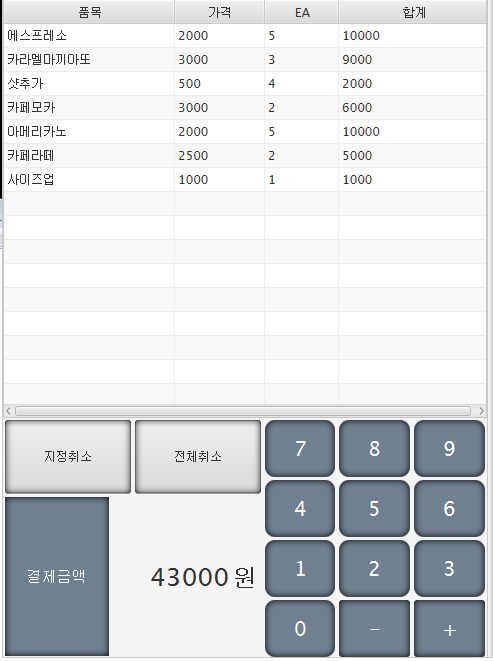 품목 가격 EA 합계
에스프레소 2000 5 10000
카라멜마끼아또 3000 3 9000
샷추가 500 4 2000
카페모카 3000 2 6000
아메리카노 2000 5 10000
카페라떼 2500 2 5000
사이즈업 1000 1 1000
지정취소 전체취소 7 8 9
4 5 6
결제금액 43000 원 1 2 3
0 - +